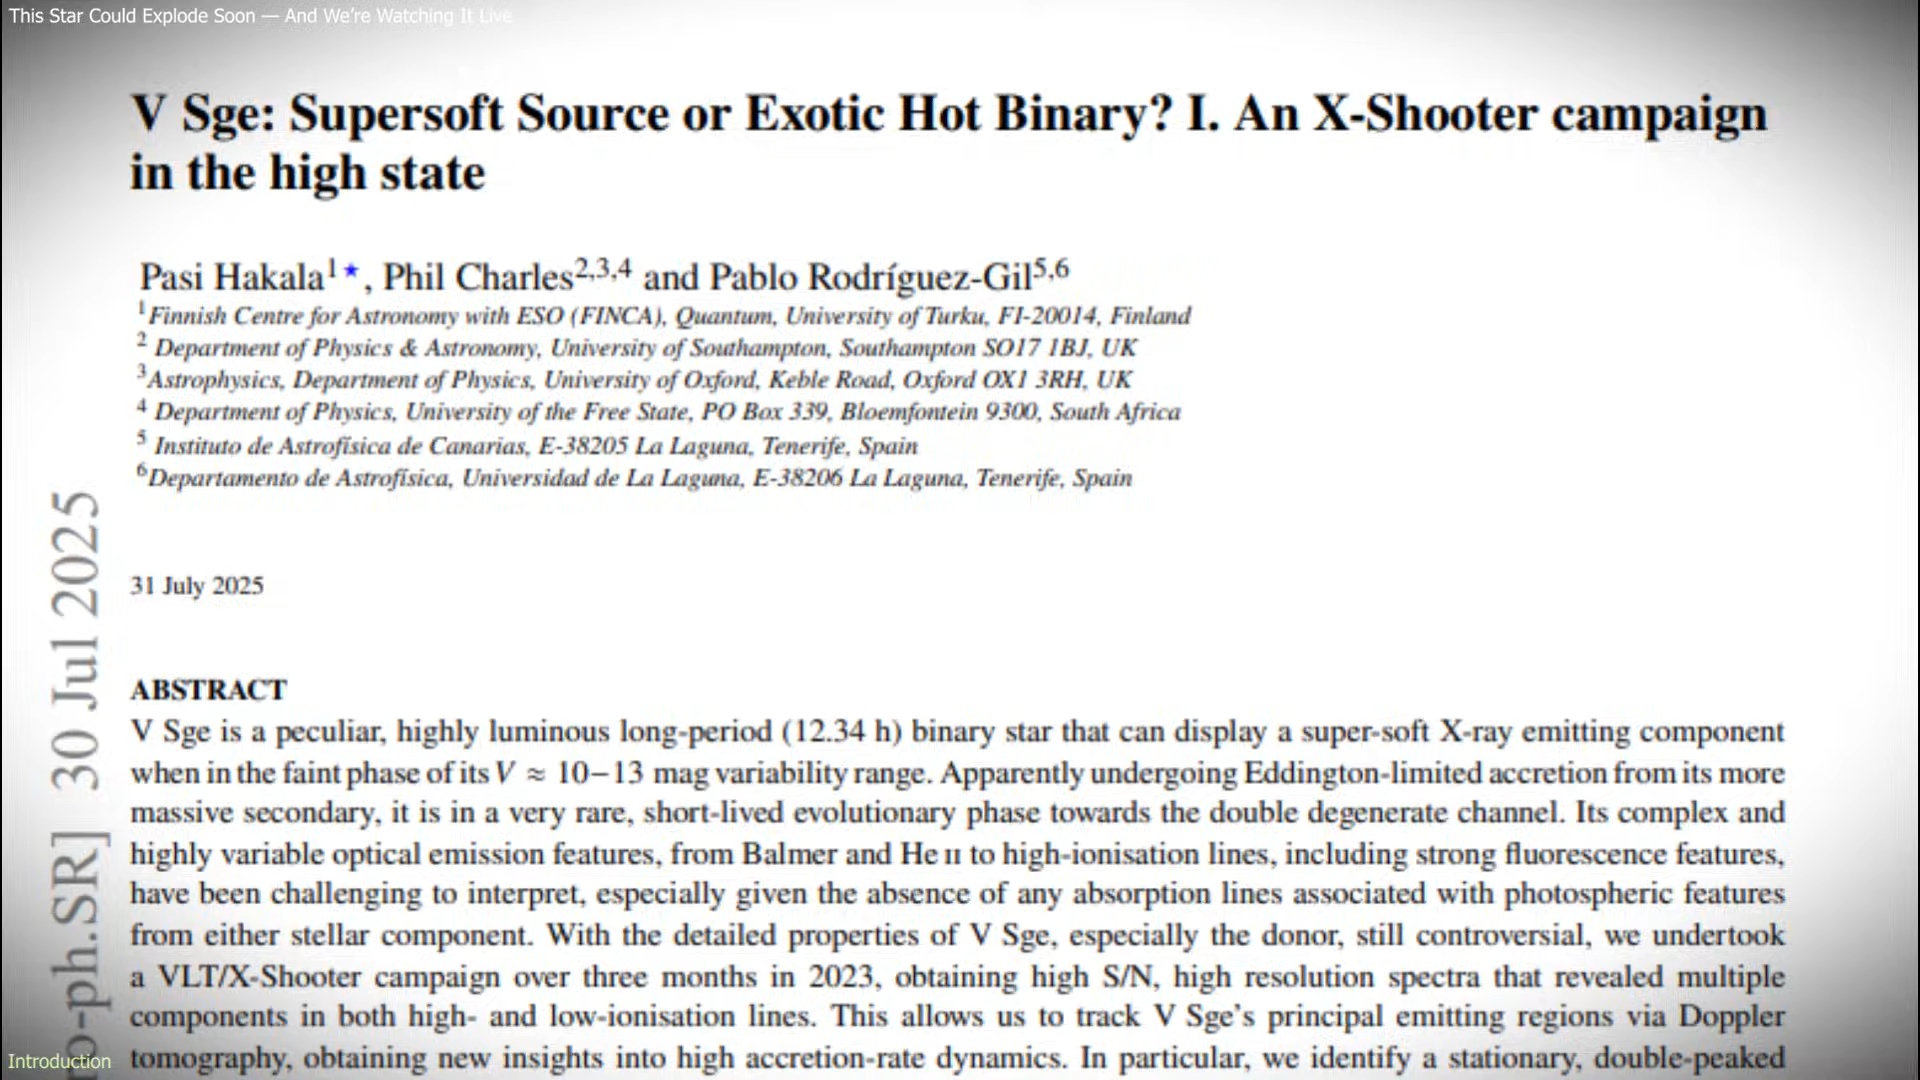 This Star Could Explode Soon — And We're Watching It Live
V Sge: Supersoft Source or Exotic Hot Binary? I. An X-Shooter campaign
in the high state
Pasi Hakala1★, Phil Charles2,3,4 and Pablo Rodríguez-Gil5,6
1Finnish Centre for Astronomy with ESO (FINCA), Quantum, University of Turku, FI-20014, Finland
2 Department of Physics & Astronomy, University of Southampton, Southampton SO17 1BJ, UK
3Astrophysics, Department of Physics, University of Oxford, Keble Road, Oxford OX1 3RH, UK
4 Department of Physics, University of the Free State, PO Box 339, Bloemfontein 9300, South Africa
5 Instituto de Astrofísica de Canarias, E-38205 La Laguna, Tenerife, Spain
6Departamento de Astrofísica, Universidad de La Laguna, E-38206 La Laguna, Tenerife, Spain
31 July 2025
ABSTRACT
V Sge is a peculiar, highly luminous long-period (12.34 h) binary star that can display a super-soft X-ray emitting component
when in the faint phase of its V ≈ 10−13 mag variability range. Apparently undergoing Eddington-limited accretion from its more
massive secondary, it is in a very rare, short-lived evolutionary phase towards the double degenerate channel. Its complex and
highly variable optical emission features, from Balmer and He II to high-ionisation lines, including strong fluorescence features,
have been challenging to interpret, especially given the absence of any absorption lines associated with photospheric features
from either stellar component. With the detailed properties of V Sge, especially the donor, still controversial, we undertook
a VLT/X-Shooter campaign over three months in 2023, obtaining high S/N, high resolution spectra that revealed multiple
components in both high- and low-ionisation lines. This allows us to track V Sge's principal emitting regions via Doppler
tomography, obtaining new insights into high accretion-rate dynamics. In particular, we identify a stationary, double-peaked
o-ph.SR] 30 Jul 2025
Introduction